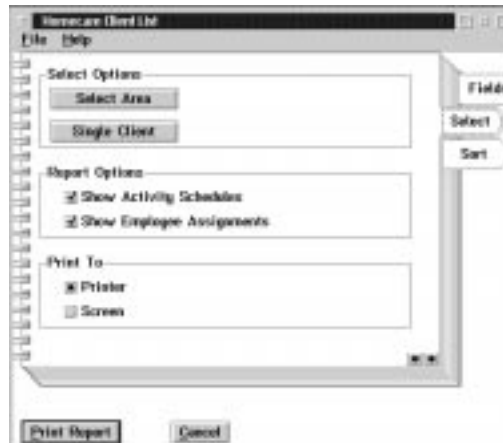 Homecare Client List
File Help
Select Options
Select Area
Single Client
Report Options
Show Activity Schedules
Show Employee Assignments
Print To
Printer
Screen
Fields
Select
Sort
Print Report
Cancel